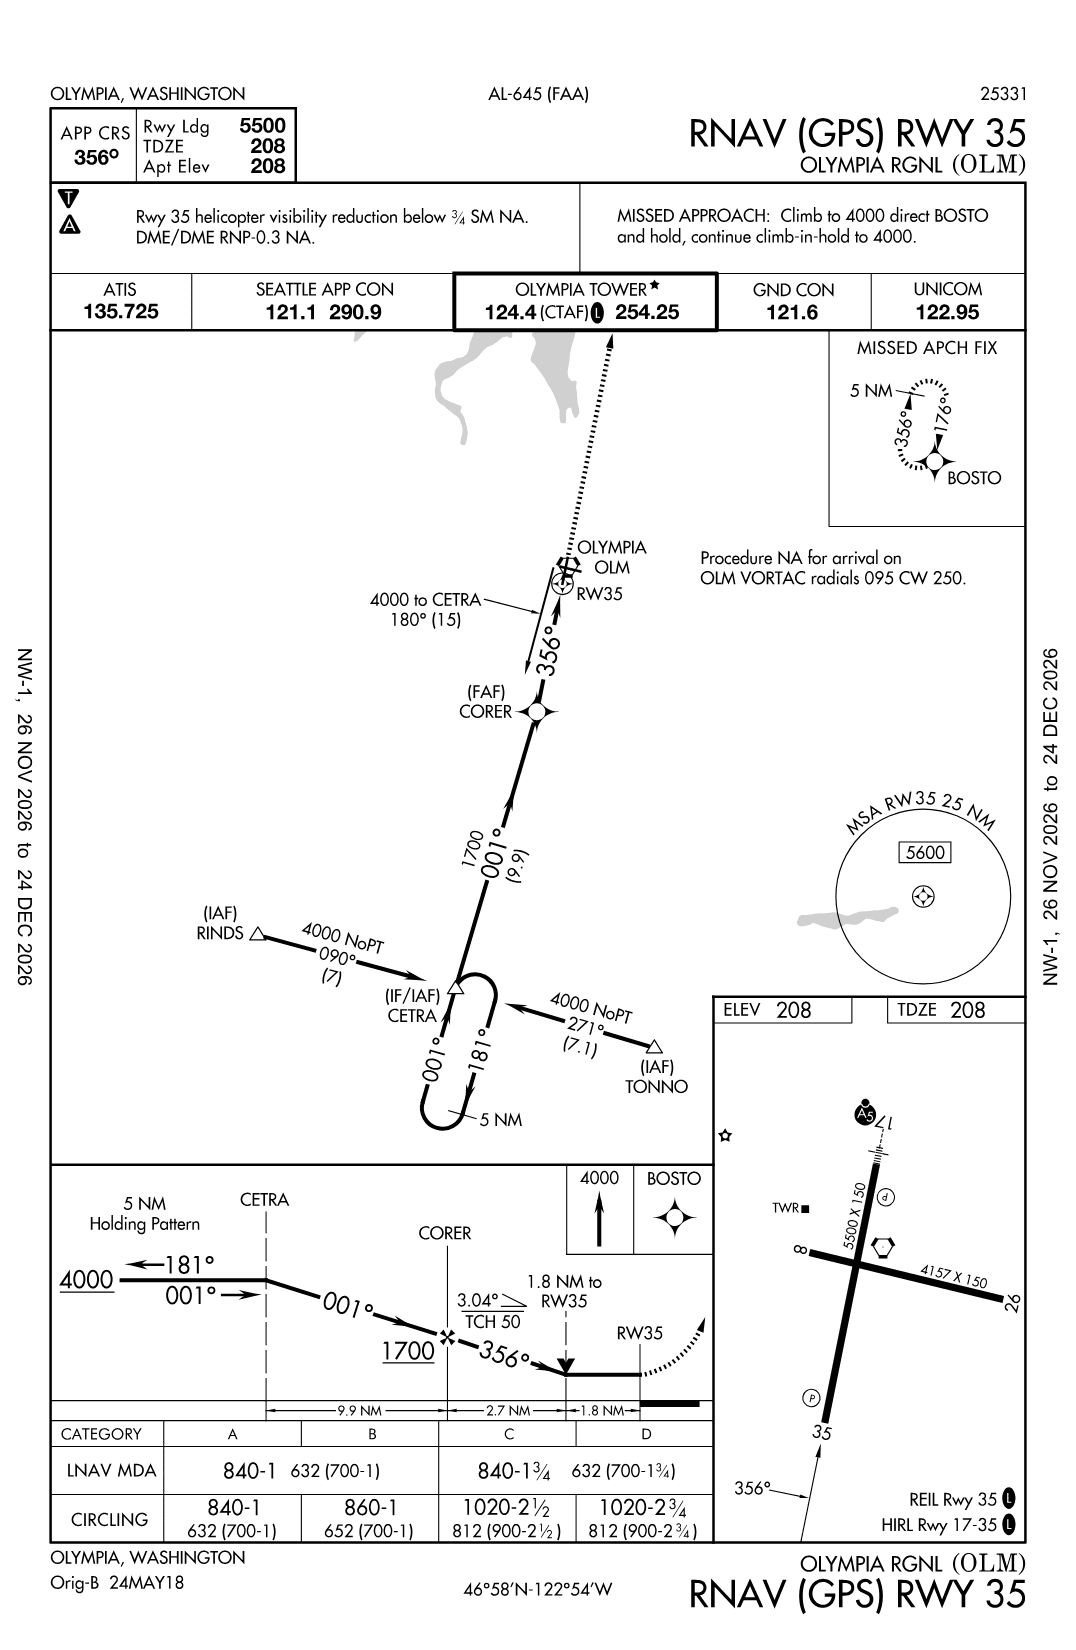 OLYMPIA, WASHINGTON
AL-645 (FAA)
25331
APP CRS
356°
Rwy Ldg 5500
TDZE 208
Apt Elev 208
RNAV (GPS) RWY 35
OLYMPIA RGNL (OLM)
T
A
Rwy 35 helicopter visibility reduction below ¾ SM NA.
DME/DME RNP-0.3 NA.
MISSED APPROACH: Climb to 4000 direct BOSTO
and hold, continue climb-in-hold to 4000.
ATIS
135.725
SEATTLE APP CON
121.1 290.9
OLYMPIA TOWER★
124.4 (CTAF) L 254.25
GND CON
121.6
UNICOM
122.95
MISSED APCH FIX
5 NM
356°
176°
BOSTO
OLYMPIA
OLM
RW35
Procedure NA for arrival on
OLM VORTAC radials 095 CW 250.
4000 to CETRA
180° (15)
356°
(FAF)
CORER
1700
001°
(9.9)
MSA RW35 25 NM
5600
(IAF)
RINDS
4000 NoPT
090°
(7)
(IF/IAF)
CETRA
4000 NoPT
271°
(7.1)
(IAF)
TONNO
001°
181°
5 NM
NW-1, 26 NOV 2026 to 24 DEC 2026
NW-1, 26 NOV 2026 to 24 DEC 2026
ELEV 208
TDZE 208
A5
17
P
5500 X 150
TWR
8
4157 X 150
26
P
35
356°
REIL Rwy 35 L
HIRL Rwy 17-35 L
5 NM
Holding Pattern
CETRA
CORER
4000
BOSTO
4000
181°
001°
001°
1700
3.04°
TCH 50
356°
1.8 NM to
RW35
RW35
9.9 NM
2.7 NM
1.8 NM
CATEGORY A B C D
LNAV MDA 840-1 632 (700-1) 840-1¾ 632 (700-1¾)
CIRCLING
840-1
632 (700-1)
860-1
652 (700-1)
1020-2½
812 (900-2½)
1020-2¾
812 (900-2¾)
OLYMPIA, WASHINGTON
Orig-B 24MAY18
46°58'N-122°54'W
OLYMPIA RGNL (OLM)
RNAV (GPS) RWY 35